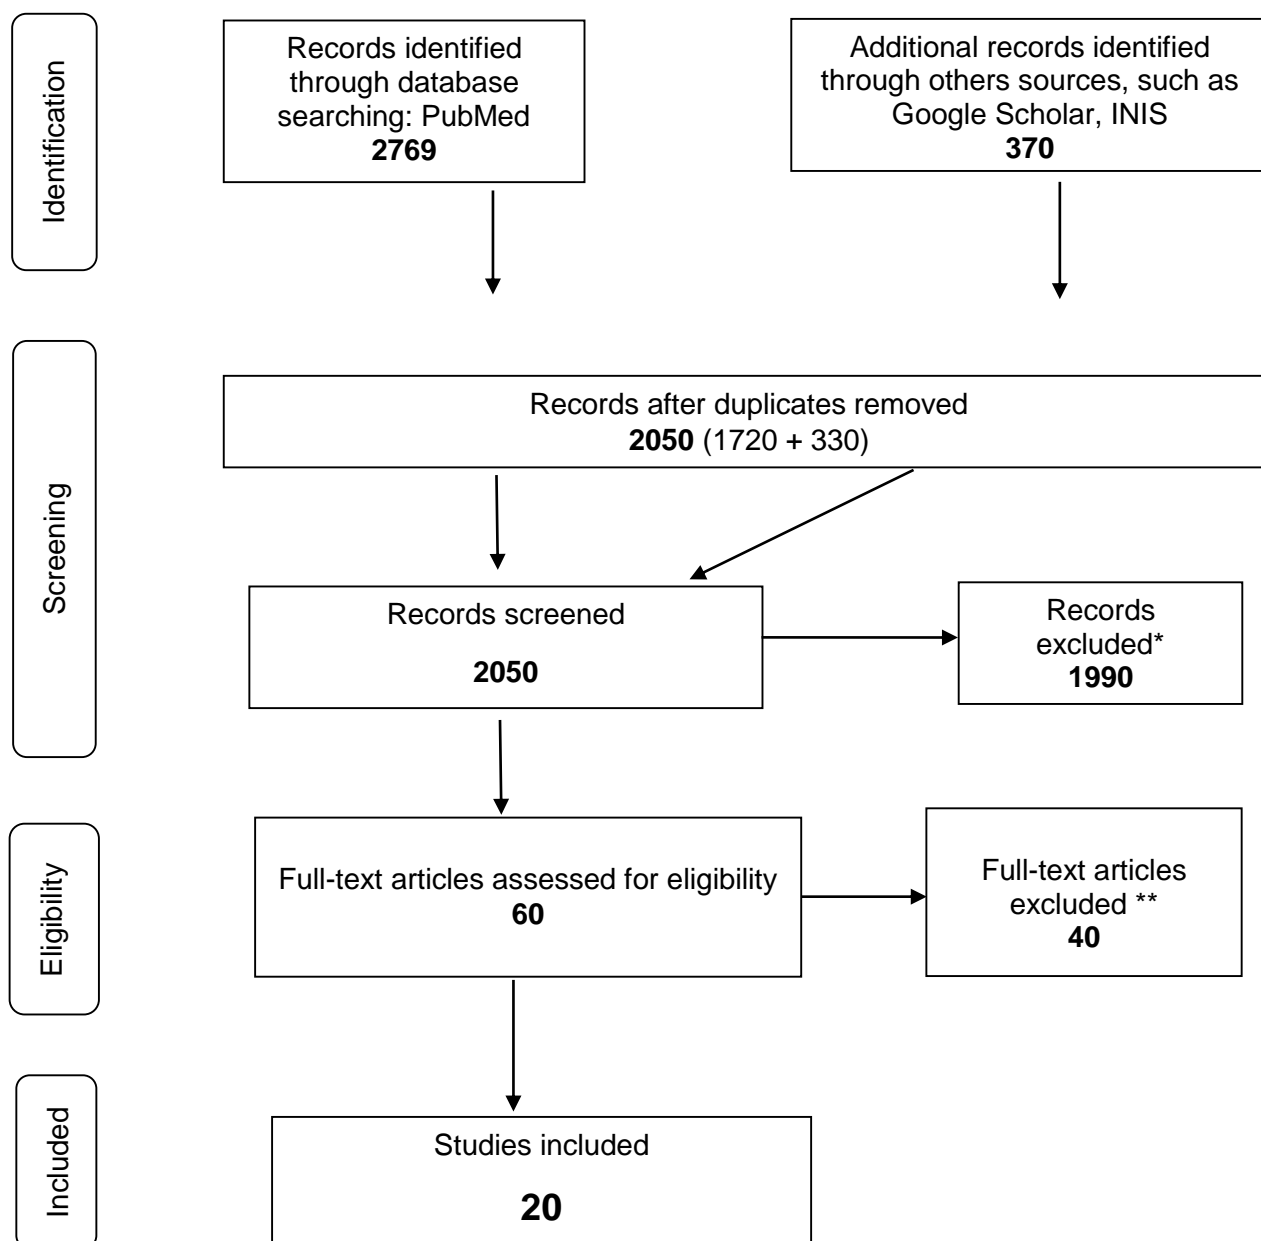 Identification
Records identified
through database
searching: PubMed
2769
Additional records identified
through others sources, such as
Google Scholar, INIS
370
Screening
Records after duplicates removed
2050 (1720 + 330)
Records screened
2050
Records
excluded*
1990
Eligibility
Full-text articles assessed for eligibility
60
Full-text articles
excluded **
40
Included
Studies included
20